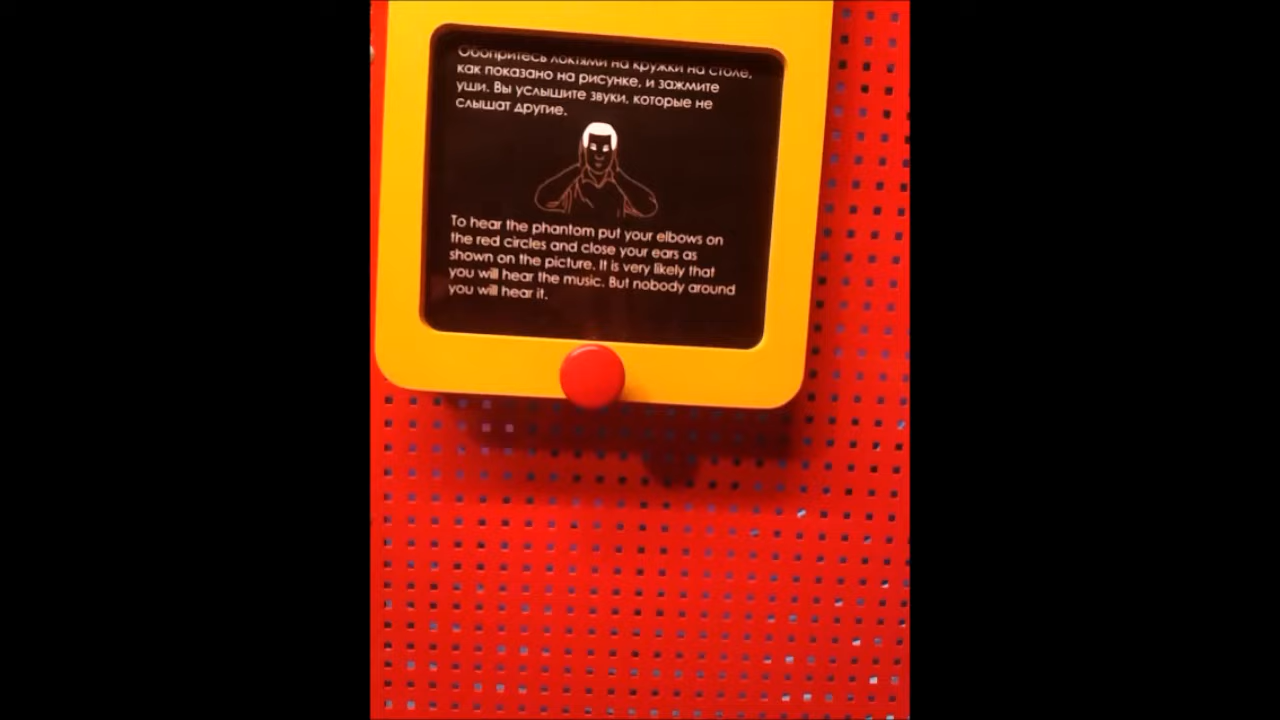 Обопритесь локтями на кружки на столе,
как показано на рисунке, и зажмите
уши. Вы услышите звуки, которые не
слышат другие.
To hear the phantom put your elbows on
the red circles and close your ears as
shown on the picture. It is very likely that
you will hear the music. But nobody around
you will hear it.